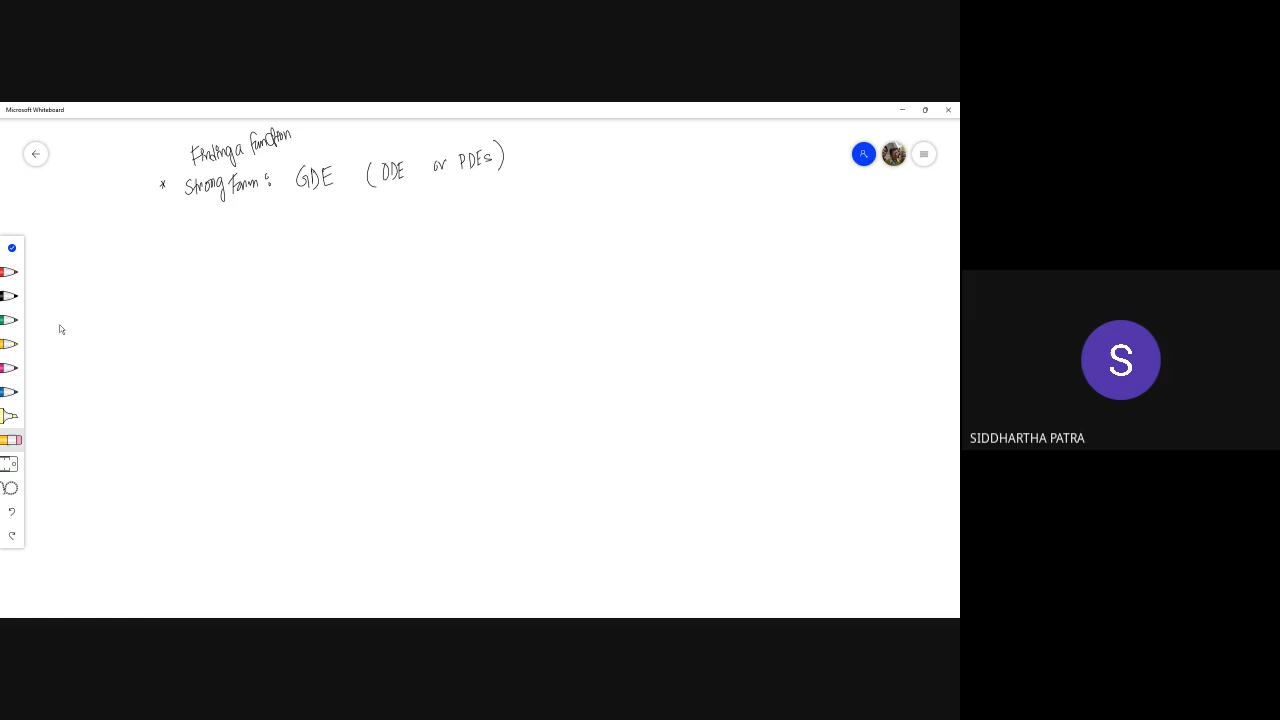 Microsoft Whiteboard
Finding a function
* Strong Form: GDE (ODE or PDEs)
S
SIDDHARTHA PATRA